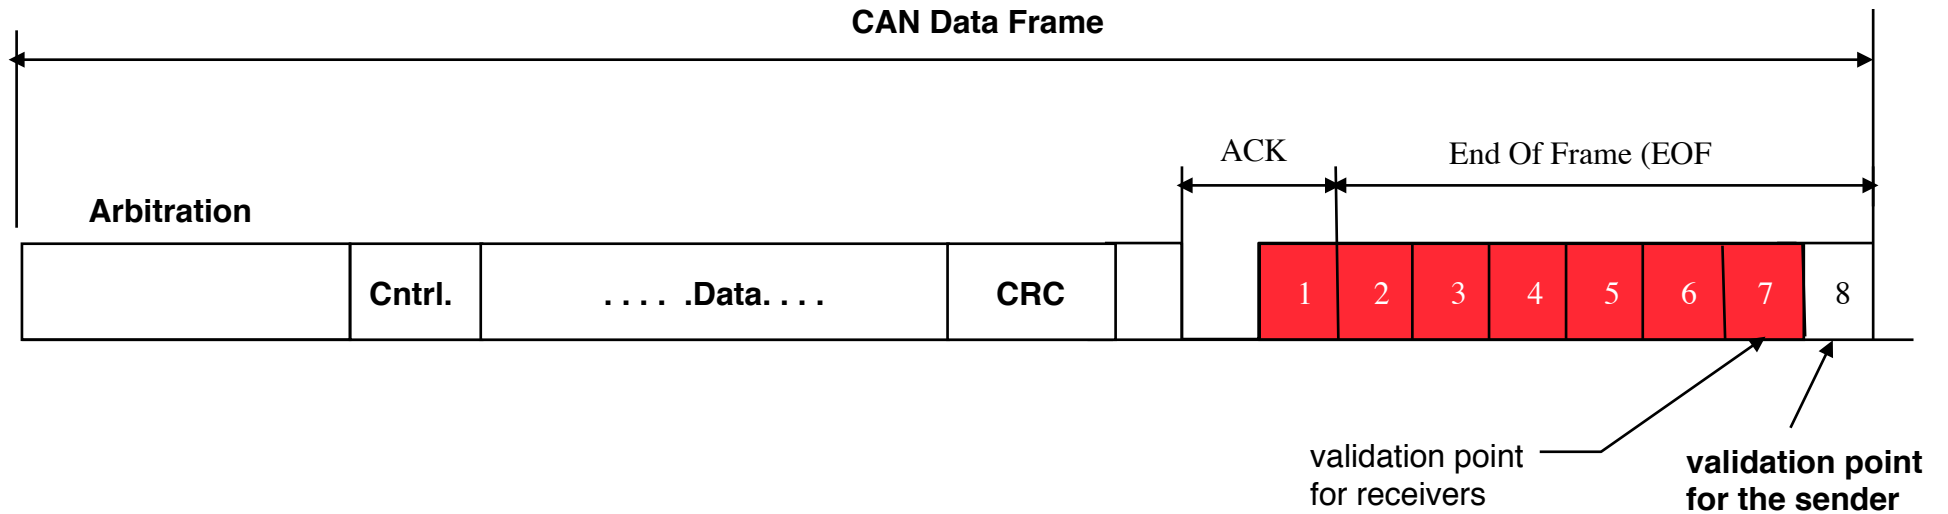 CAN Data Frame
ACK
End Of Frame (EOF
Arbitration
Cntrl.
. . . . .Data. . . .
CRC
1
2
3
4
5
6
7
8
validation point
for receivers
validation point
for the sender